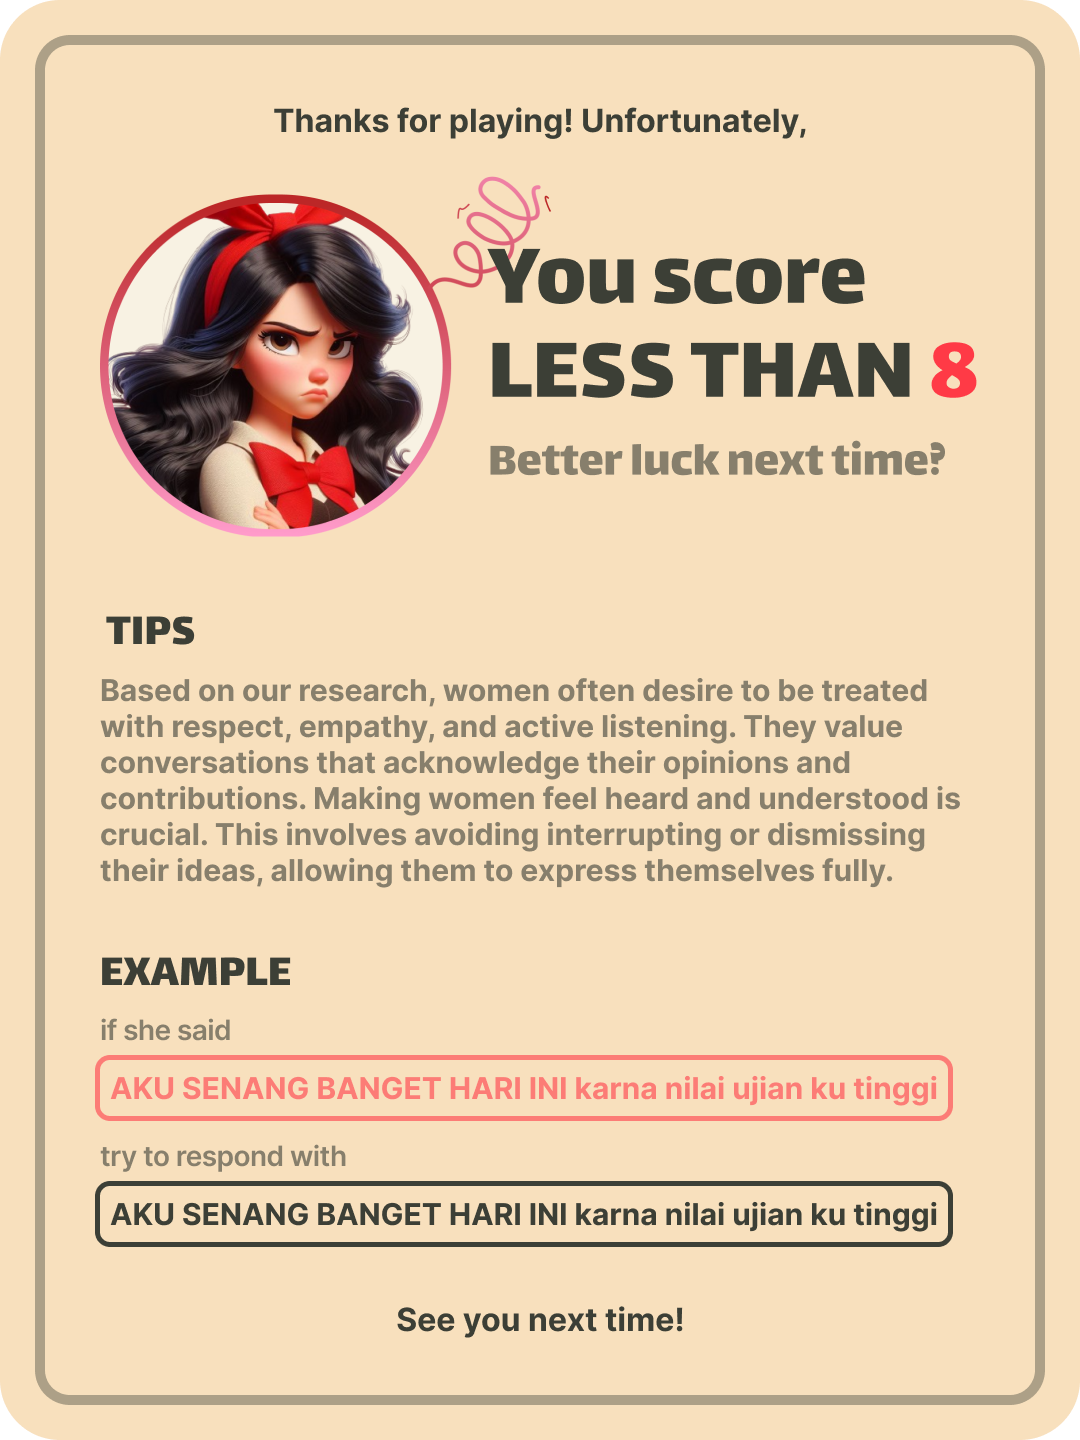 Thanks for playing! Unfortunately,
You score
LESS THAN 8
Better luck next time?
TIPS
Based on our research, women often desire to be treated
with respect, empathy, and active listening. They value
conversations that acknowledge their opinions and
contributions. Making women feel heard and understood is
crucial. This involves avoiding interrupting or dismissing
their ideas, allowing them to express themselves fully.
EXAMPLE
if she said
AKU SENANG BANGET HARI INI karna nilai ujian ku tinggi
try to respond with
AKU SENANG BANGET HARI INI karna nilai ujian ku tinggi
See you next time!